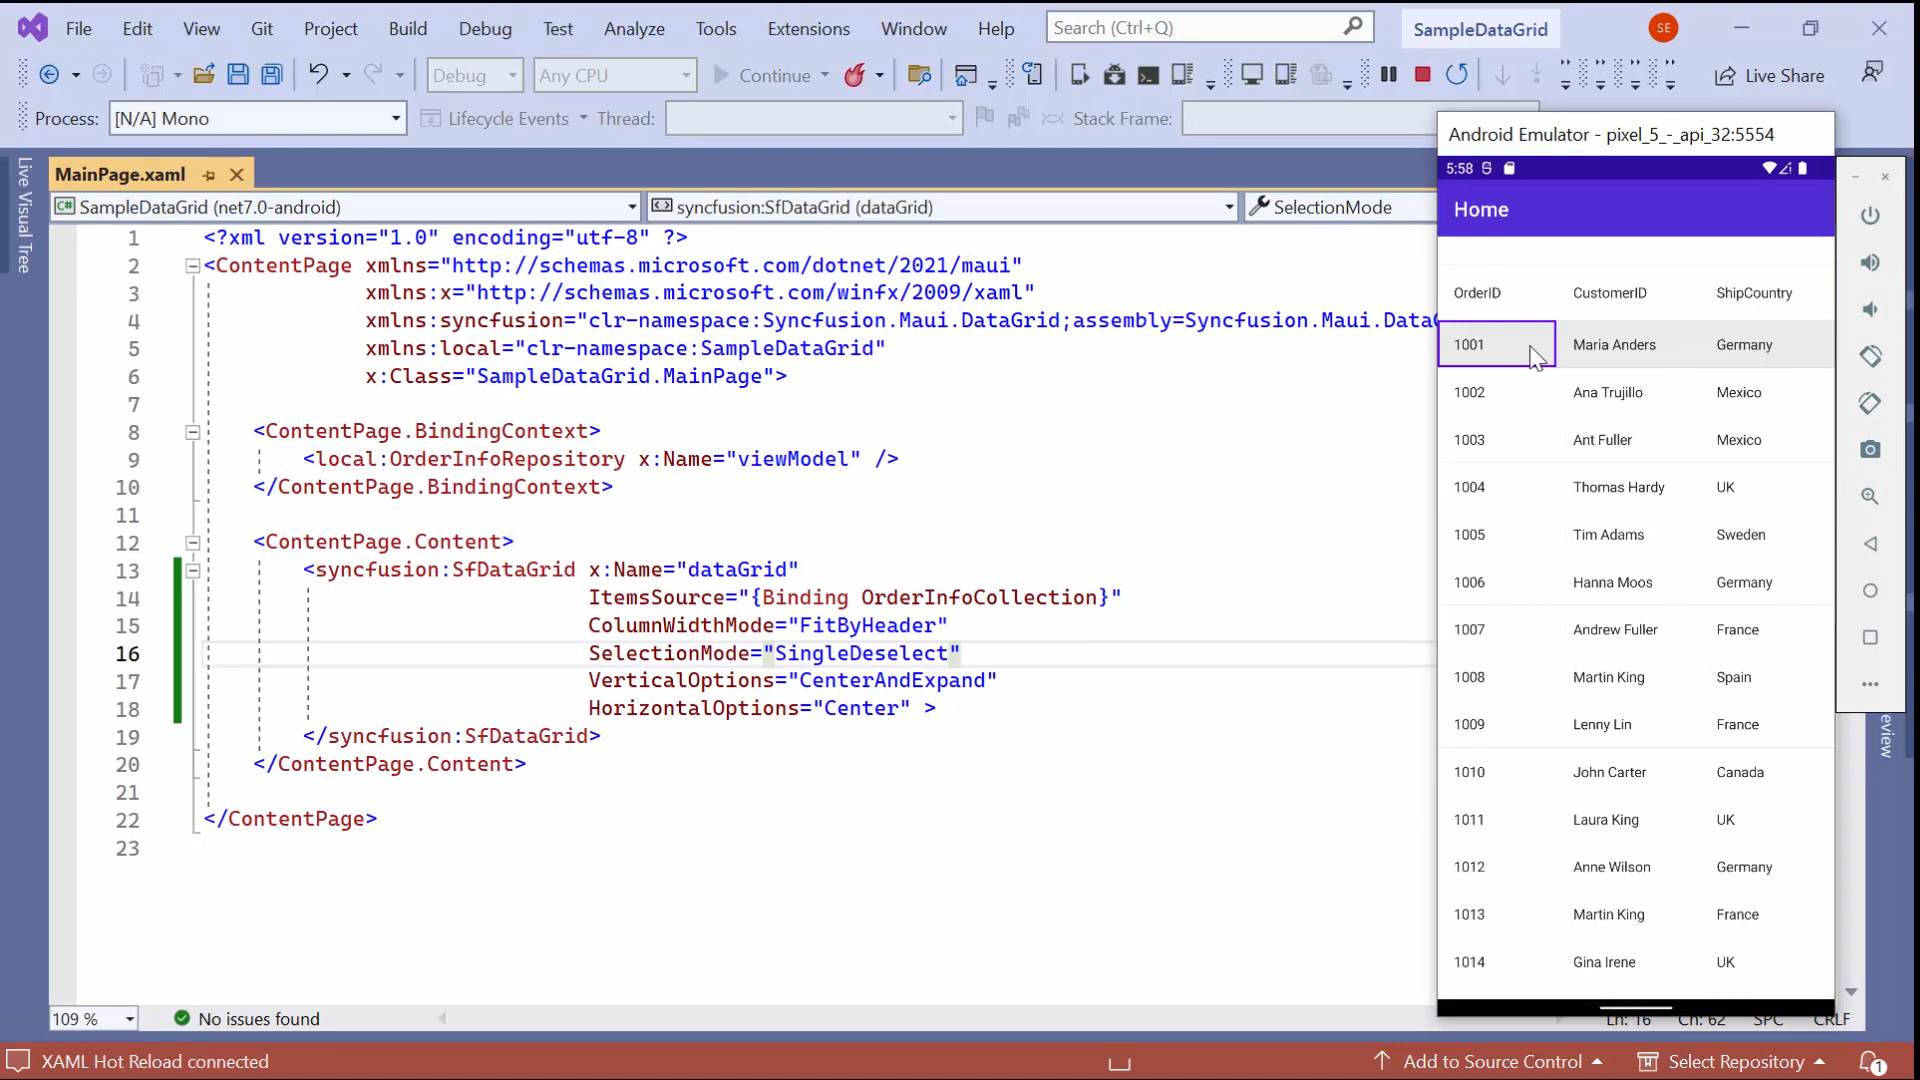 File Edit View Git Project Build Debug Test Analyze Tools Extensions Window Help Search (Ctrl+Q) SampleDataGrid SE
Debug Any CPU Continue Live Share
Process: [N/A] Mono Lifecycle Events Thread: Stack Frame:
Live Visual Tree
MainPage.xaml
SampleDataGrid (net7.0-android) syncfusion:SfDataGrid (dataGrid) SelectionMode
1 <?xml version="1.0" encoding="utf-8" ?>
2 <ContentPage xmlns="http://schemas.microsoft.com/dotnet/2021/maui"
3 xmlns:x="http://schemas.microsoft.com/winfx/2009/xaml"
4 xmlns:syncfusion="clr-namespace:Syncfusion.Maui.DataGrid;assembly=Syncfusion.Maui.DataG
5 xmlns:local="clr-namespace:SampleDataGrid"
6 x:Class="SampleDataGrid.MainPage">
7
8 <ContentPage.BindingContext>
9 <local:OrderInfoRepository x:Name="viewModel" />
10 </ContentPage.BindingContext>
11
12 <ContentPage.Content>
13 <syncfusion:SfDataGrid x:Name="dataGrid"
14 ItemsSource="{Binding OrderInfoCollection}"
15 ColumnWidthMode="FitByHeader"
16 SelectionMode="SingleDeselect"
17 VerticalOptions="CenterAndExpand"
18 HorizontalOptions="Center" >
19 </syncfusion:SfDataGrid>
20 </ContentPage.Content>
21
22 </ContentPage>
23
Android Emulator - pixel_5_-_api_32:5554
5:58
Home
OrderID CustomerID ShipCountry
1001 Maria Anders Germany
1002 Ana Trujillo Mexico
1003 Ant Fuller Mexico
1004 Thomas Hardy UK
1005 Tim Adams Sweden
1006 Hanna Moos Germany
1007 Andrew Fuller France
1008 Martin King Spain
1009 Lenny Lin France
1010 John Carter Canada
1011 Laura King UK
1012 Anne Wilson Germany
1013 Martin King France
1014 Gina Irene UK
eview
109 % No issues found Ln: 16 Ch: 62 SPC CRLF
XAML Hot Reload connected Add to Source Control Select Repository 1